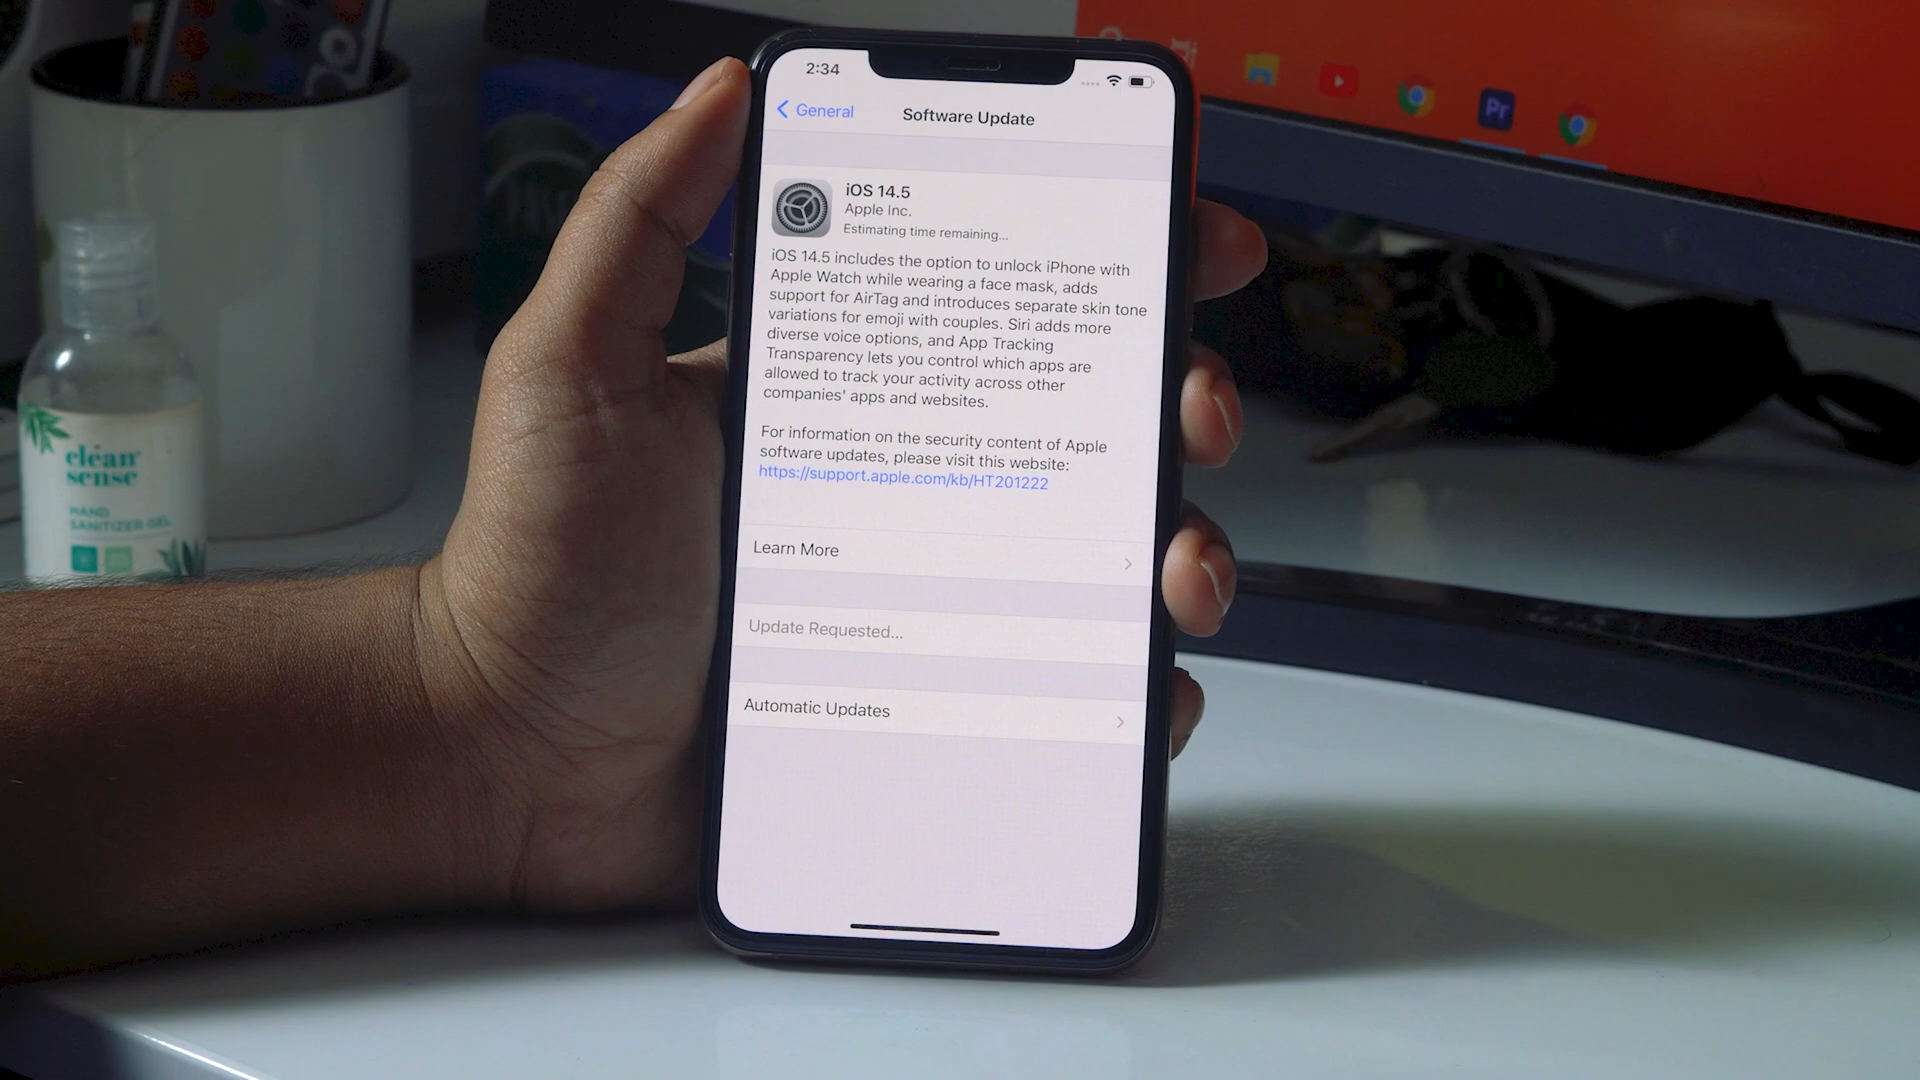 2:34
General
Software Update
iOS 14.5
Apple Inc.
Estimating time remaining...
iOS 14.5 includes the option to unlock iPhone with
Apple Watch while wearing a face mask, adds
support for AirTag and introduces separate skin tone
variations for emoji with couples. Siri adds more
diverse voice options, and App Tracking
Transparency lets you control which apps are
allowed to track your activity across other
companies' apps and websites.
For information on the security content of Apple
software updates, please visit this website:
https://support.apple.com/kb/HT201222
Learn More
Update Requested...
Automatic Updates
clean
sense
HAND
SANITIZER GEL
Pr